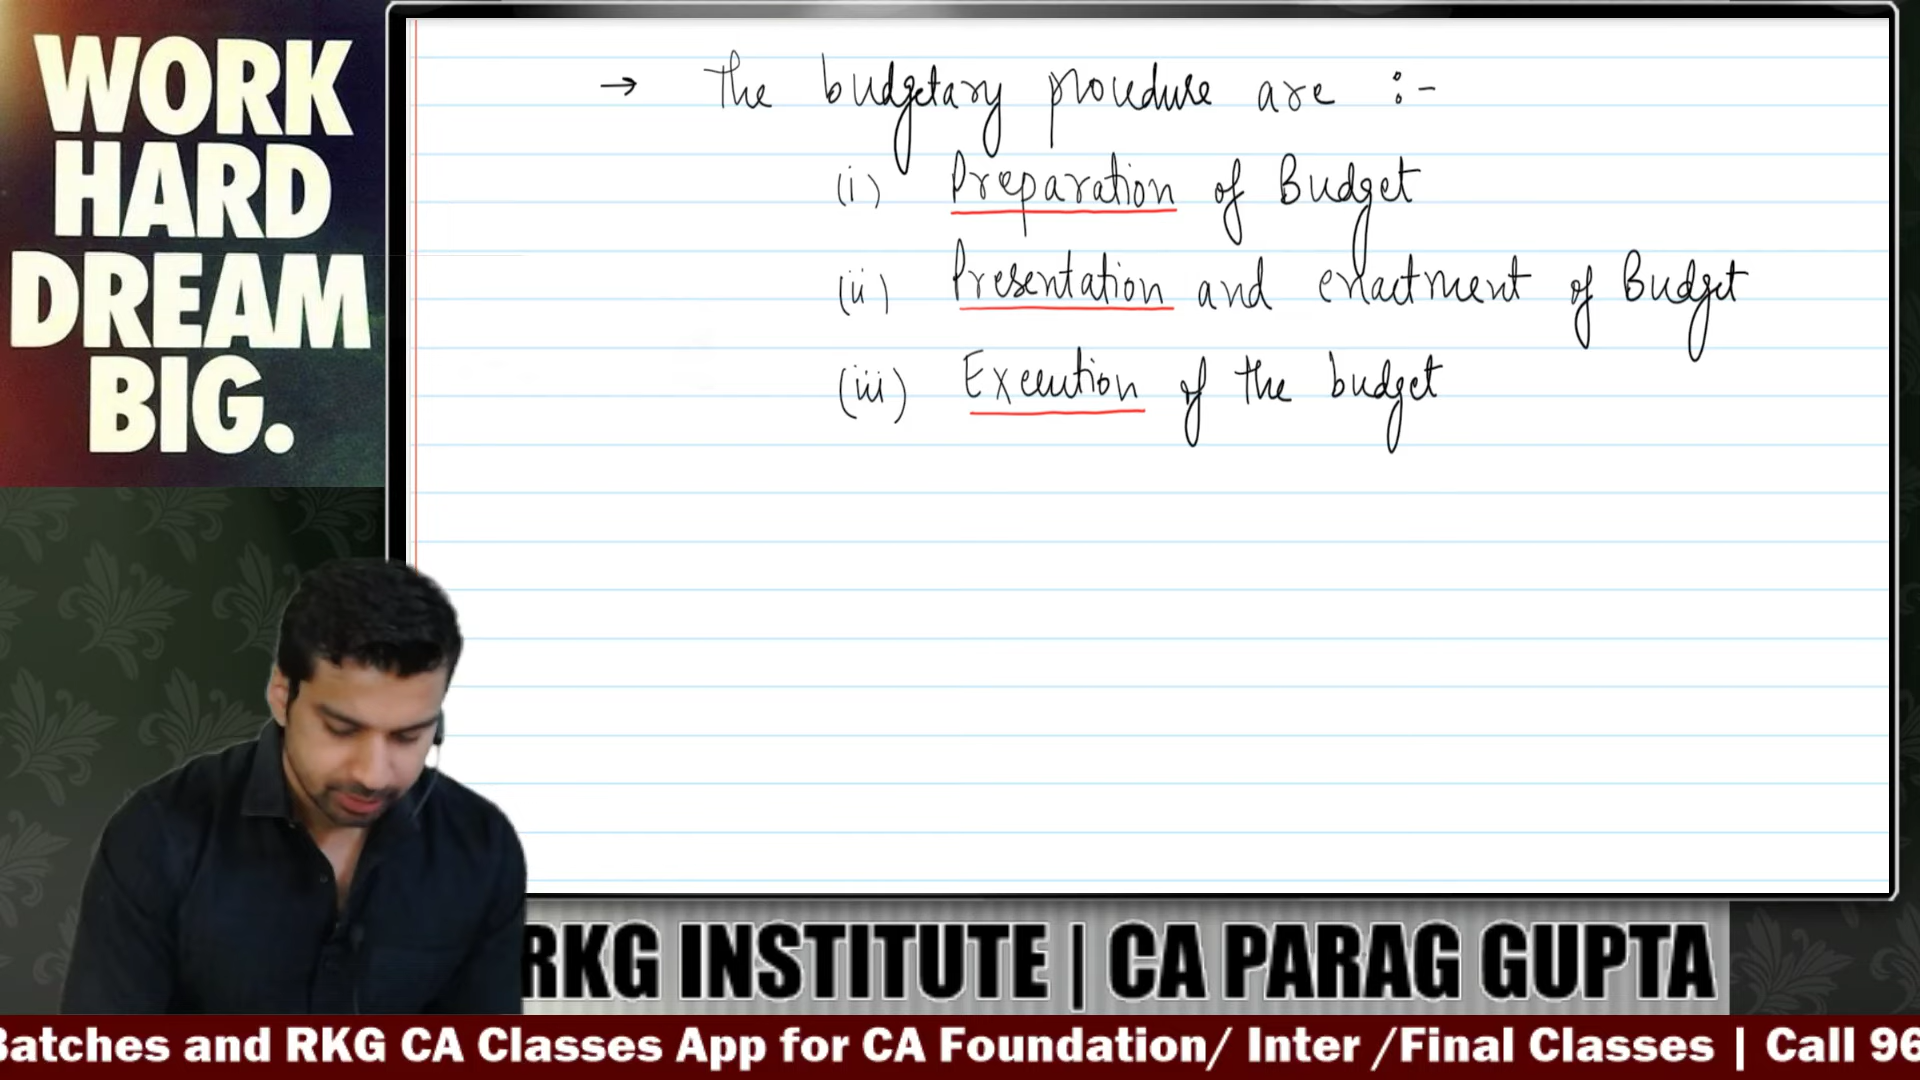 WORK
HARD
DREAM
BIG.
→ The budgetary procedure are :-
(i) Preparation of Budget
(ii) Presentation and enactment of Budget
(iii) Execution of the budget
RKG INSTITUTE | CA PARAG GUPTA
Batches and RKG CA Classes App for CA Foundation/ Inter /Final Classes | Call 96